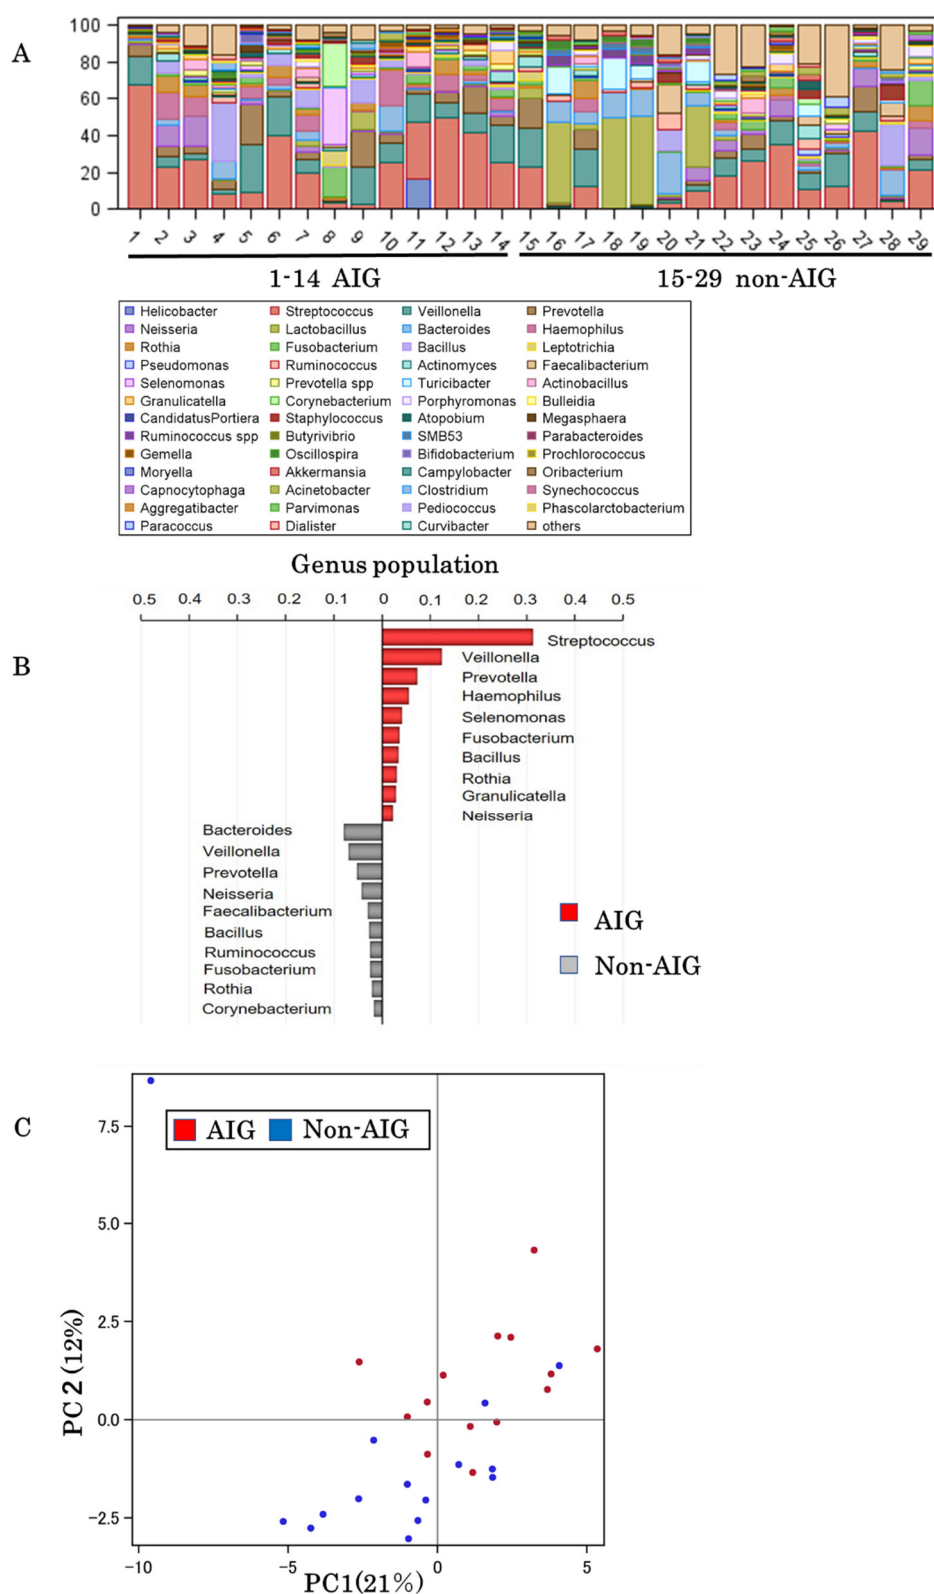 A
100
80
60
40
20
0
1 2 3 4 5 6 7 8 9 10 11 12 13 14 15 16 17 18 19 20 21 22 23 24 25 26 27 28 29
1-14 AIG 15-29 non-AIG
Helicobacter Streptococcus Veillonella Prevotella
Neisseria Lactobacillus Bacteroides Haemophilus
Rothia Fusobacterium Bacillus Leptotrichia
Pseudomonas Ruminococcus Actinomyces Faecalibacterium
Selenomonas Prevotella spp Turicibacter Actinobacillus
Granulicatella Corynebacterium Porphyromonas Bulleidia
CandidatusPortiera Staphylococcus Atopobium Megasphaera
Ruminococcus spp Butyrivibrio SMB53 Parabacteroides
Gemella Oscillospira Bifidobacterium Prochlorococcus
Moryella Akkermansia Campylobacter Oribacterium
Capnocytophaga Acinetobacter Clostridium Synechococcus
Aggregatibacter Parvimonas Pediococcus Phascolarctobacterium
Paracoccus Dialister Curvibacter others
Genus population
0.5 0.4 0.3 0.2 0.1 0 0.1 0.2 0.3 0.4 0.5
B
Streptococcus
Veillonella
Prevotella
Haemophilus
Selenomonas
Fusobacterium
Bacillus
Rothia
Granulicatella
Neisseria
Bacteroides
Veillonella
Prevotella
Neisseria
Faecalibacterium
Bacillus
Ruminococcus
Fusobacterium
Rothia
Corynebacterium
AIG
Non-AIG
C
AIG Non-AIG
7.5
5.0
2.5
0.0
−2.5
PC 2 (12%)
−10 −5 0 5
PC1(21%)